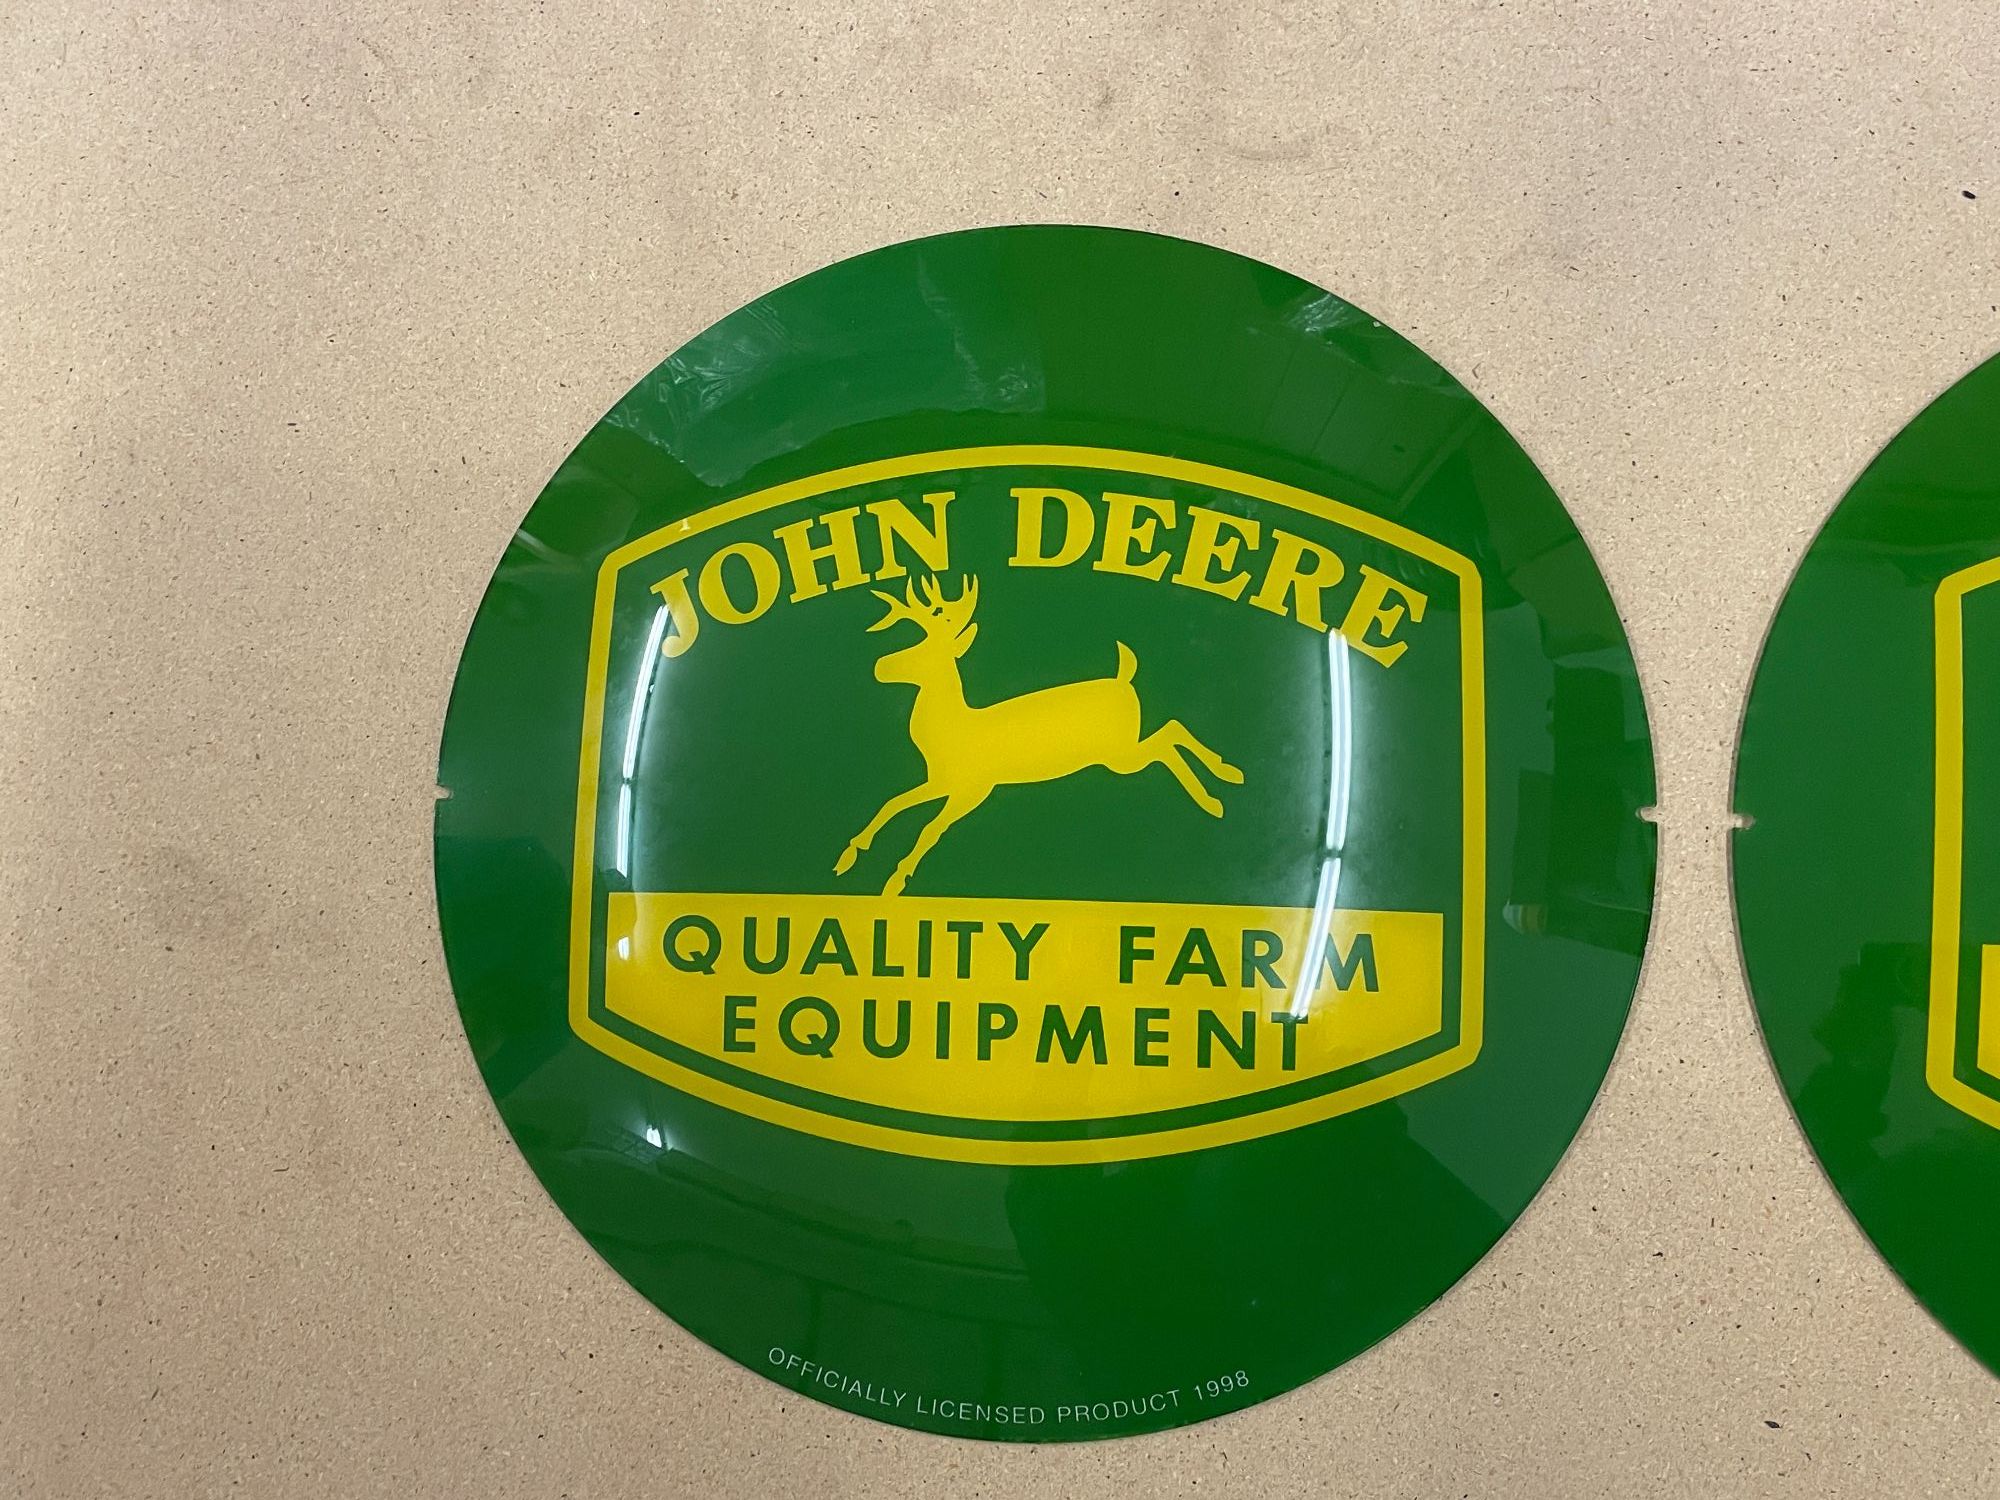 JOHN DEERE
QUALITY FARM
EQUIPMENT
OFFICIALLY LICENSED PRODUCT 1998